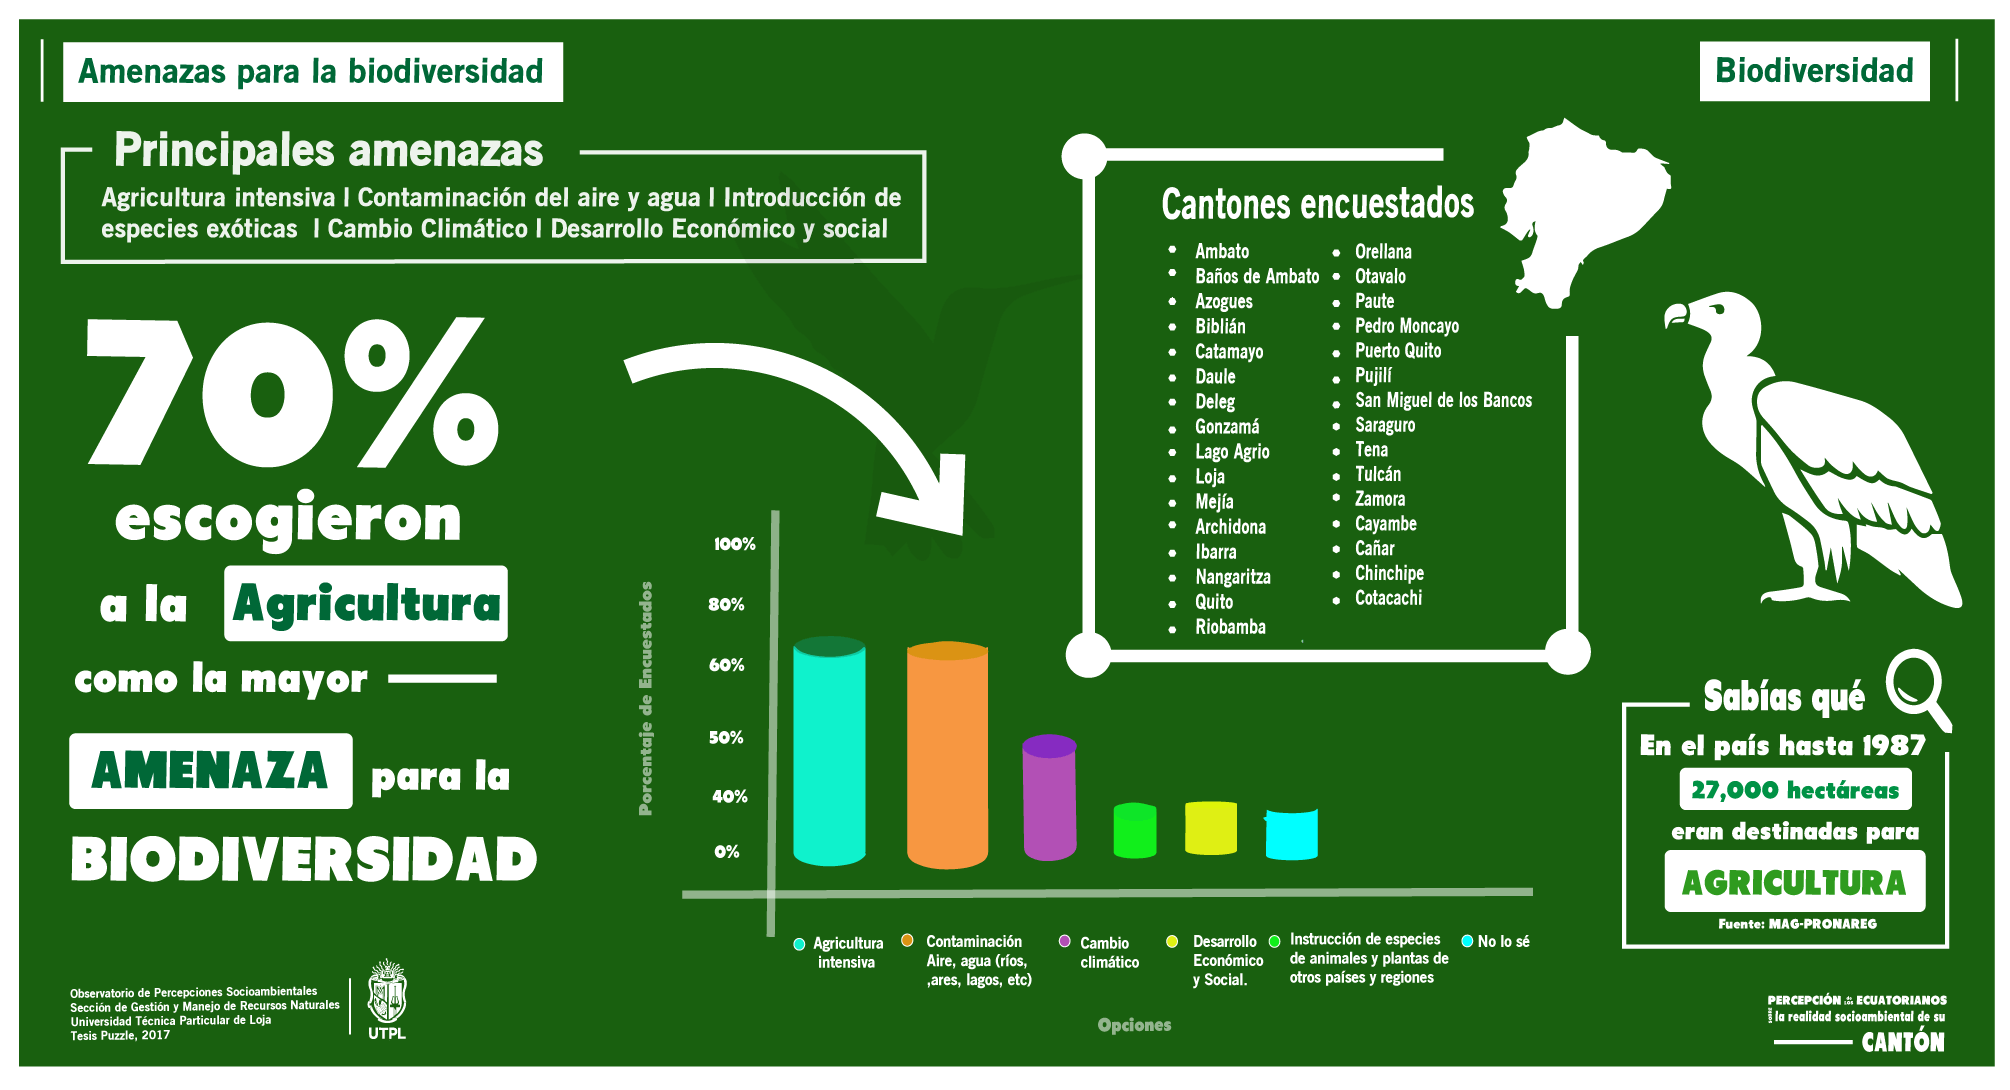 Amenazas para la biodiversidad
Biodiversidad
Principales amenazas
Agricultura intensiva I Contaminación del aire y agua I Introducción de
especies exóticas I Cambio Climático I Desarrollo Económico y social
70%
escogieron
a la Agricultura
como la mayor
AMENAZA para la
BIODIVERSIDAD
Cantones encuestados
Ambato
Baños de Ambato
Azogues
Biblián
Catamayo
Daule
Deleg
Gonzamá
Lago Agrio
Loja
Mejía
Archidona
Ibarra
Nangaritza
Quito
Riobamba
Orellana
Otavalo
Paute
Pedro Moncayo
Puerto Quito
Pujilí
San Miguel de los Bancos
Saraguro
Tena
Tulcán
Zamora
Cayambe
Cañar
Chinchipe
Cotacachi
Porcentaje de Encuestados
100%
80%
60%
50%
40%
0%
Agricultura
intensiva
Contaminación
Aire, agua (ríos,
,ares, lagos, etc)
Cambio
climático
Desarrollo
Económico
y Social.
Instrucción de especies
de animales y plantas de
otros países y regiones
No lo sé
Opciones
Sabías qué
En el país hasta 1987
27,000 hectáreas
eran destinadas para
AGRICULTURA
Fuente: MAG-PRONAREG
Observatorio de Percepciones Socioambientales
Sección de Gestión y Manejo de Recursos Naturales
Universidad Técnica Particular de Loja
Tesis Puzzle, 2017
UTPL
PERCEPCIÓN de los ECUATORIANOS
sobre la realidad socioambiental de su
CANTÓN